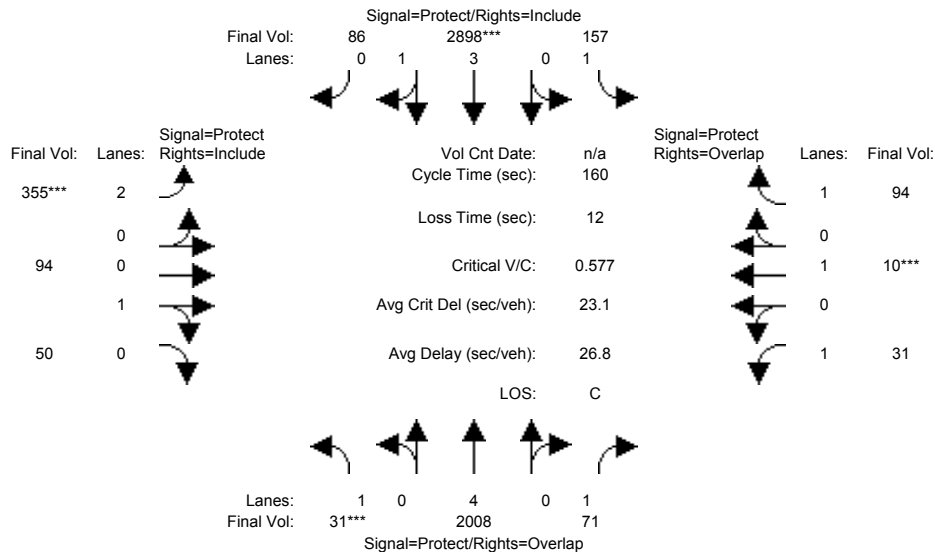 Signal=Protect/Rights=Include
Final Vol: 86 2898*** 157
Lanes: 0 1 3 0 1
Signal=Protect
Final Vol: Lanes: Rights=Include
Vol Cnt Date: n/a
Signal=Protect
Rights=Overlap Lanes: Final Vol:
Cycle Time (sec): 160
355*** 2
1 94
Loss Time (sec): 12
0
0
94 0
Critical V/C: 0.577
1 10***
1
Avg Crit Del (sec/veh): 23.1
0
50 0
Avg Delay (sec/veh): 26.8
1 31
LOS: C
Lanes: 1 0 4 0 1
Final Vol: 31*** 2008 71
Signal=Protect/Rights=Overlap